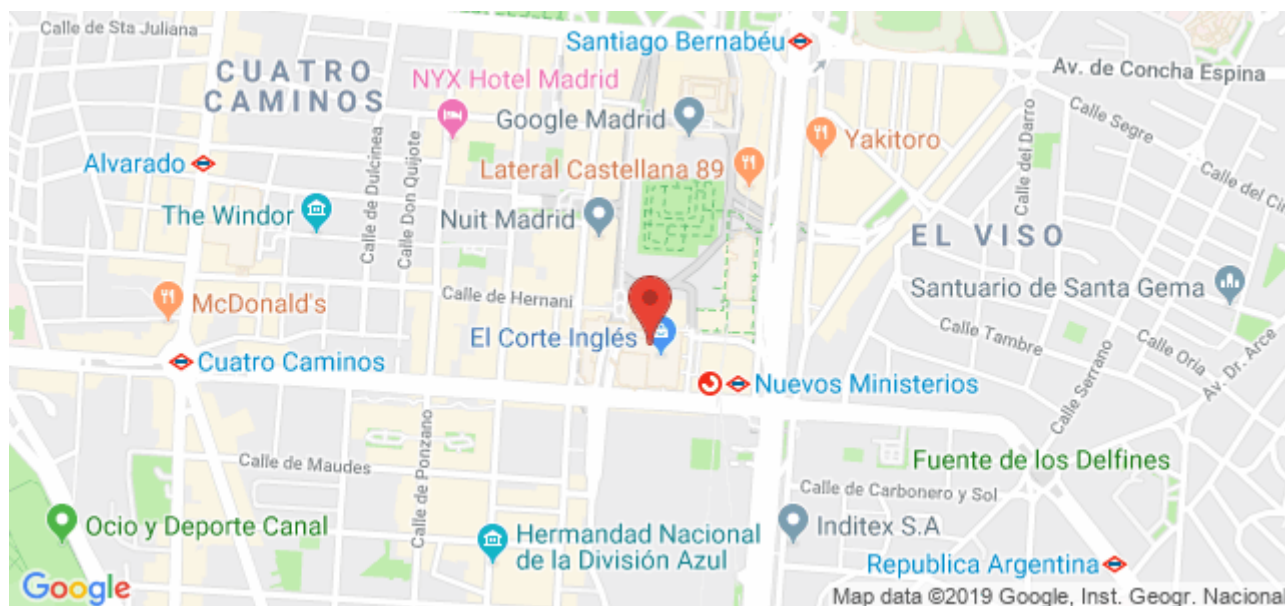 Calle de Sta Juliana
Santiago Bernabéu
CUATRO
CAMINOS
NYX Hotel Madrid
Av. de Concha Espina
Calle Segre
Google Madrid
Yakitoro
Calle del Darro
Alvarado
Calle de Dulcinea
Calle Don Quijote
Lateral Castellana 89
Calle del Cin
The Windor
Nuit Madrid
EL VISO
McDonald's
Calle de Hernani
Santuario de Santa Gema
El Corte Inglés
Calle Tambre
Calle Oria
Av. Dr. Arce
Cuatro Caminos
Nuevos Ministerios
Calle Serrano
Calle de Maudes
Calle de Ponzano
Fuente de los Delfines
Calle de Carbonero y Sol
Ocio y Deporte Canal
Hermandad Nacional
de la División Azul
Inditex S.A
Republica Argentina
Google
Map data ©2019 Google, Inst. Geogr. Nacional